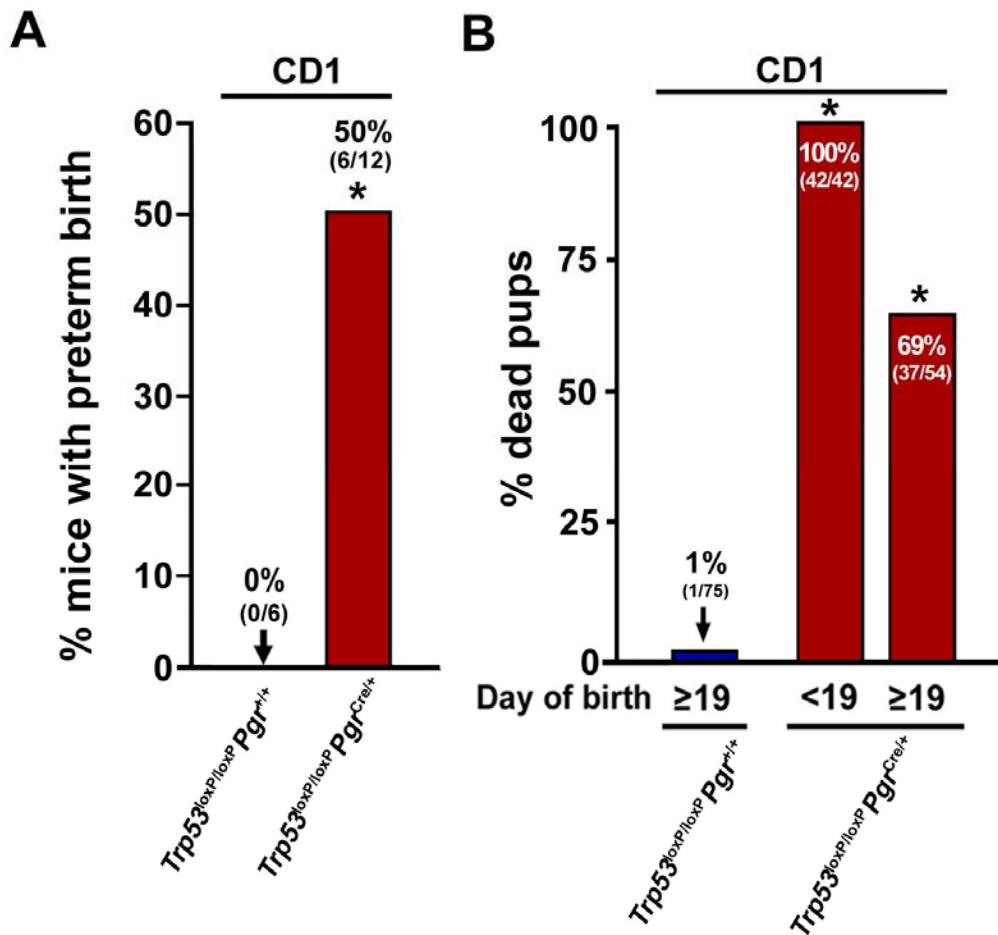 A
CD1
% mice with preterm birth
60
50
40
30
20
10
0
50%
(6/12)
*
0%
(0/6)
Trp53loxP/loxP Pgr+/+
Trp53loxP/loxP PgrCre/+
B
CD1
% dead pups
100
75
50
25
0
*
100%
(42/42)
*
69%
(37/54)
1%
(1/75)
Day of birth ≥19 <19 ≥19
Trp53loxP/loxP Pgr+/+
Trp53loxP/loxP PgrCre/+